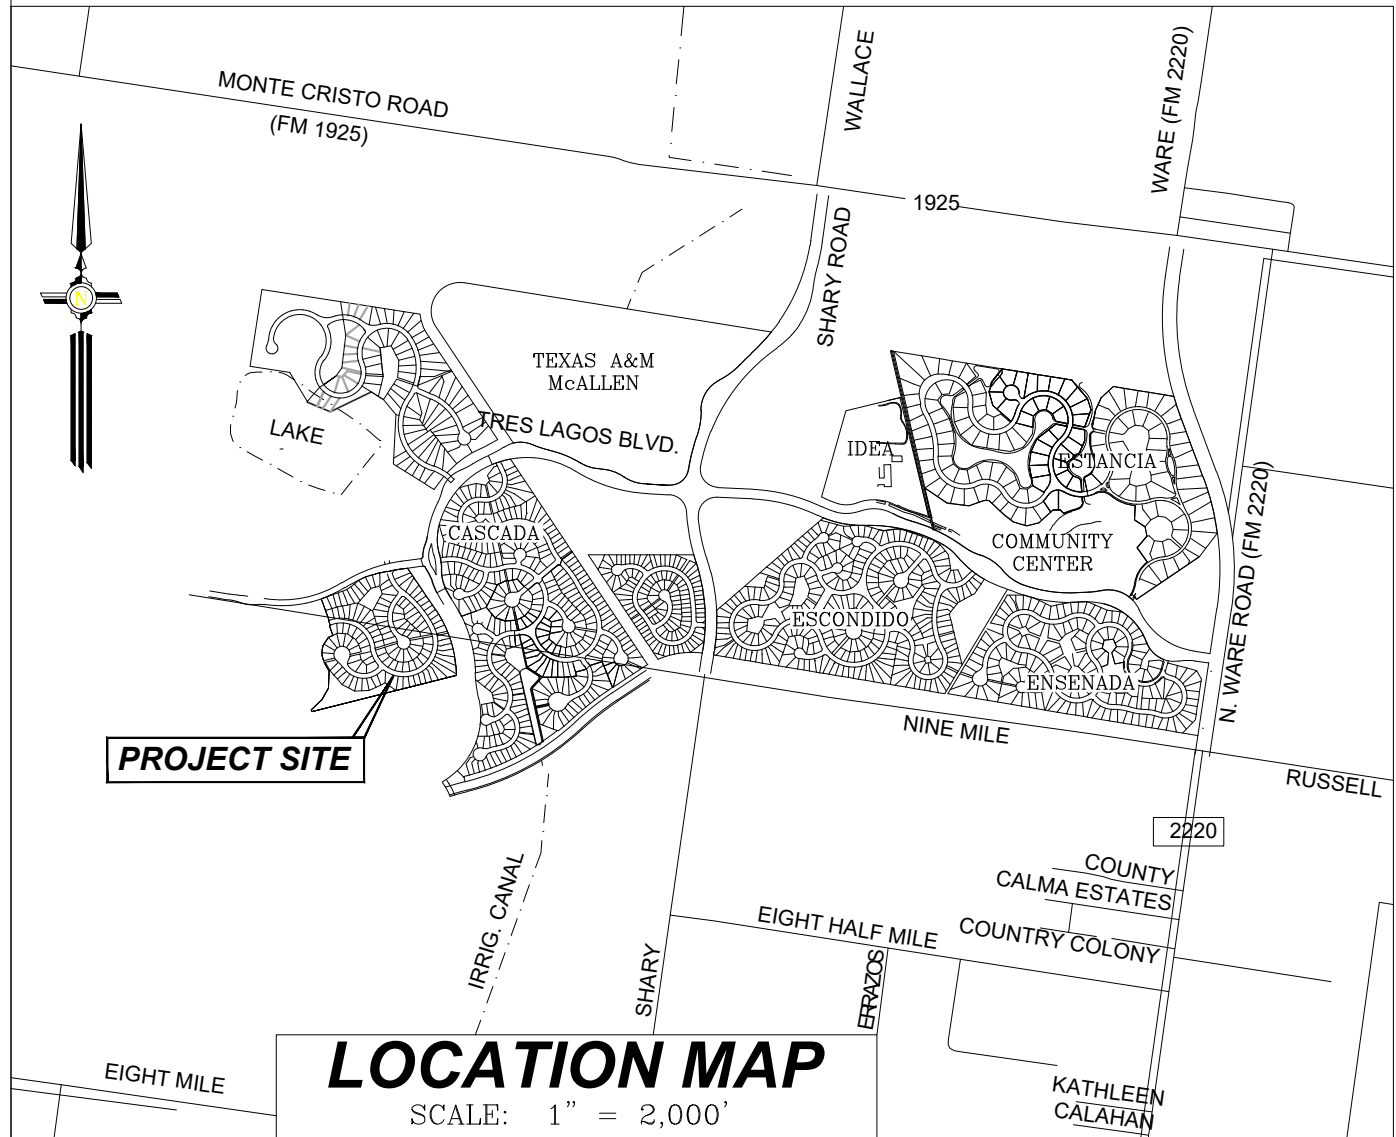 MONTE CRISTO ROAD
(FM 1925)
WALLACE
WARE (FM 2220)
1925
SHARY ROAD
N
TEXAS A&M
McALLEN
TRES LAGOS BLVD.
LAKE
IDEA
ESTANCIA
CASCADA
COMMUNITY
CENTER
N. WARE ROAD (FM 2220)
ESCONDIDO
ENSENADA
PROJECT SITE
NINE MILE
RUSSELL
2220
COUNTY
CALMA ESTATES
EIGHT HALF MILE
COUNTRY COLONY
IRRIG. CANAL
SHARY
ERRAZOS
LOCATION MAP
SCALE: 1" = 2,000'
EIGHT MILE
KATHLEEN
CALAHAN